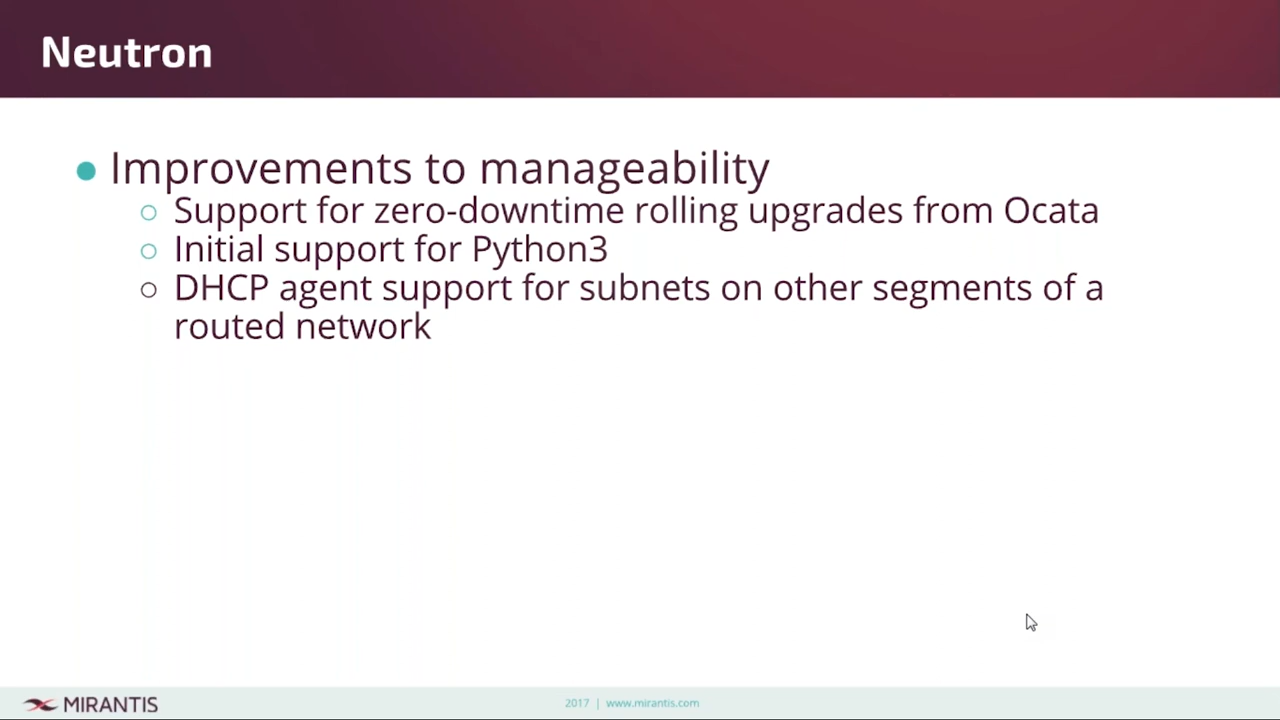 Neutron
Improvements to manageability
Support for zero-downtime rolling upgrades from Ocata
Initial support for Python3
DHCP agent support for subnets on other segments of a
routed network
MIRANTIS
2017 | www.mirantis.com